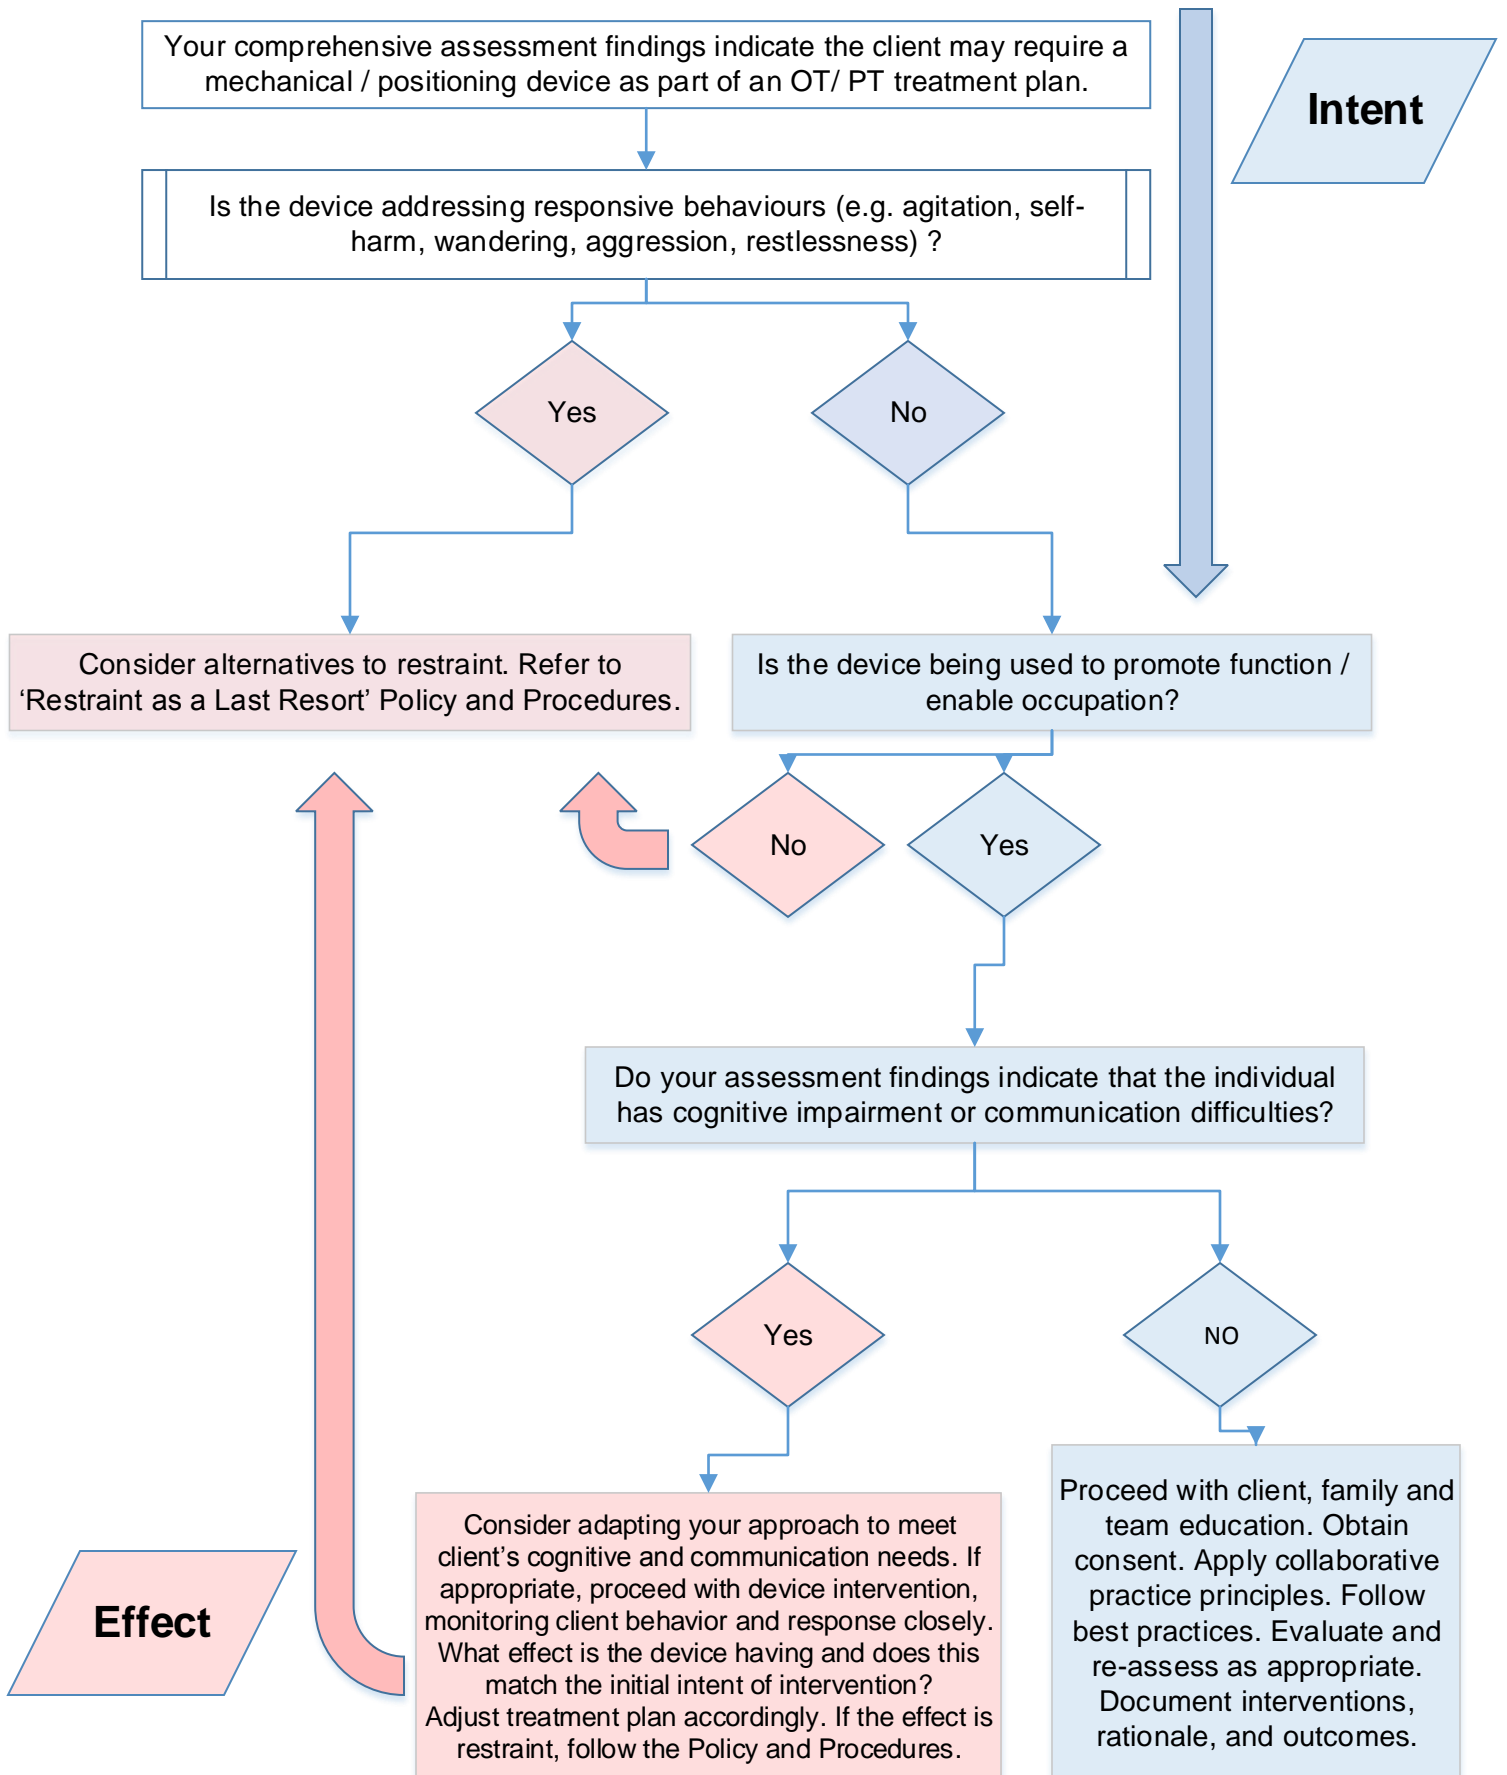 Your comprehensive assessment findings indicate the client may require a
mechanical / positioning device as part of an OT/ PT treatment plan.
Intent
Is the device addressing responsive behaviours (e.g. agitation, self-
harm, wandering, aggression, restlessness) ?
Yes
No
Consider alternatives to restraint. Refer to
‘Restraint as a Last Resort’ Policy and Procedures.
Is the device being used to promote function /
enable occupation?
No
Yes
Do your assessment findings indicate that the individual
has cognitive impairment or communication difficulties?
Yes
NO
Effect
Consider adapting your approach to meet
client’s cognitive and communication needs. If
appropriate, proceed with device intervention,
monitoring client behavior and response closely.
What effect is the device having and does this
match the initial intent of intervention?
Adjust treatment plan accordingly. If the effect is
restraint, follow the Policy and Procedures.
Proceed with client, family and
team education. Obtain
consent. Apply collaborative
practice principles. Follow
best practices. Evaluate and
re-assess as appropriate.
Document interventions,
rationale, and outcomes.